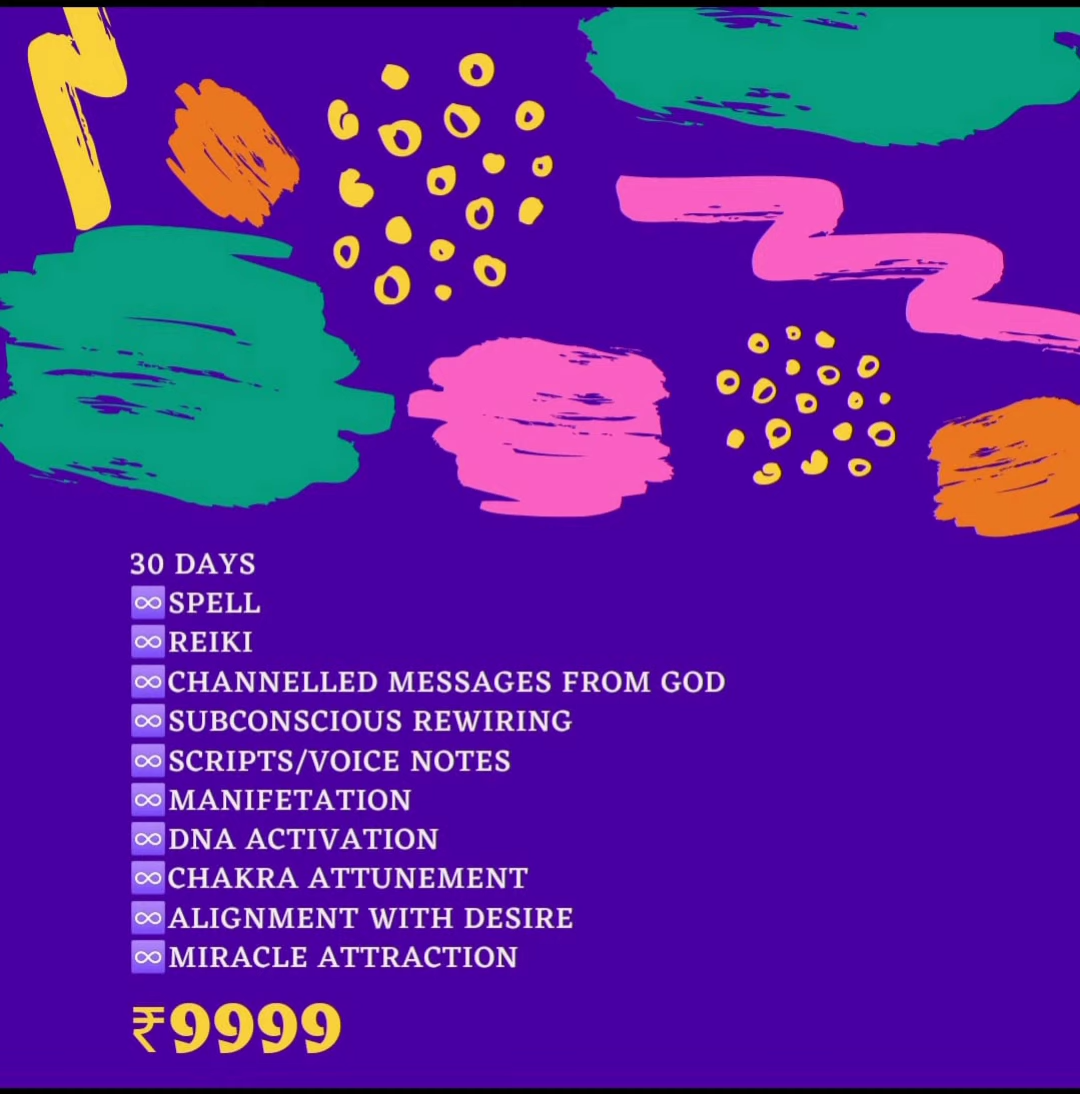 30 DAYS
♾️SPELL
♾️REIKI
♾️CHANNELLED MESSAGES FROM GOD
♾️SUBCONSCIOUS REWIRING
♾️SCRIPTS/VOICE NOTES
♾️MANIFETATION
♾️DNA ACTIVATION
♾️CHAKRA ATTUNEMENT
♾️ALIGNMENT WITH DESIRE
♾️MIRACLE ATTRACTION
₹9999